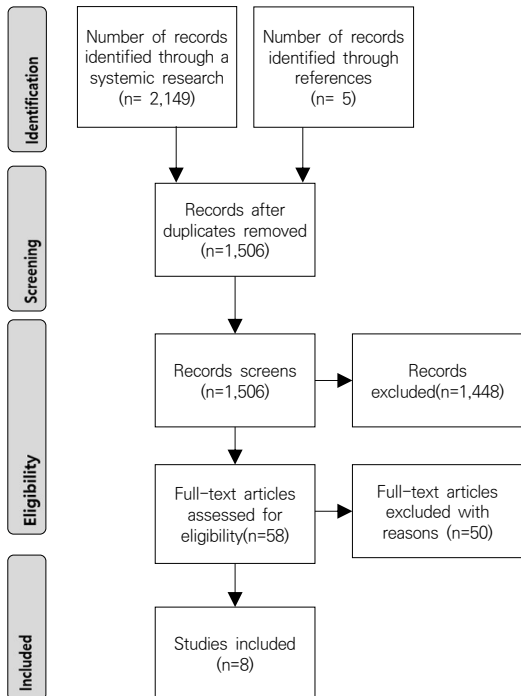 Identification
Number of records
identified through a
systemic research
(n= 2,149)
Number of records
identified through
references
(n= 5)
Screening
Records after
duplicates removed
(n=1,506)
Eligibility
Records screens
(n=1,506)
Records
excluded(n=1,448)
Full-text articles
assessed for
eligibility(n=58)
Full-text articles
excluded with
reasons (n=50)
Included
Studies included
(n=8)